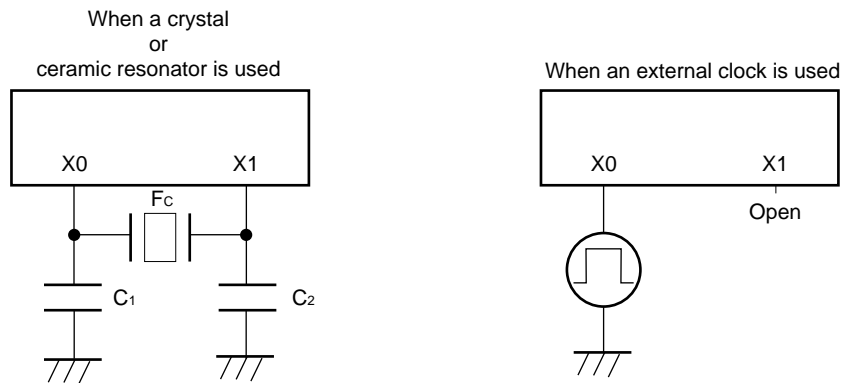 When a crystal
or
ceramic resonator is used
X0 X1
FC
C1 C2
When an external clock is used
X0 X1
Open